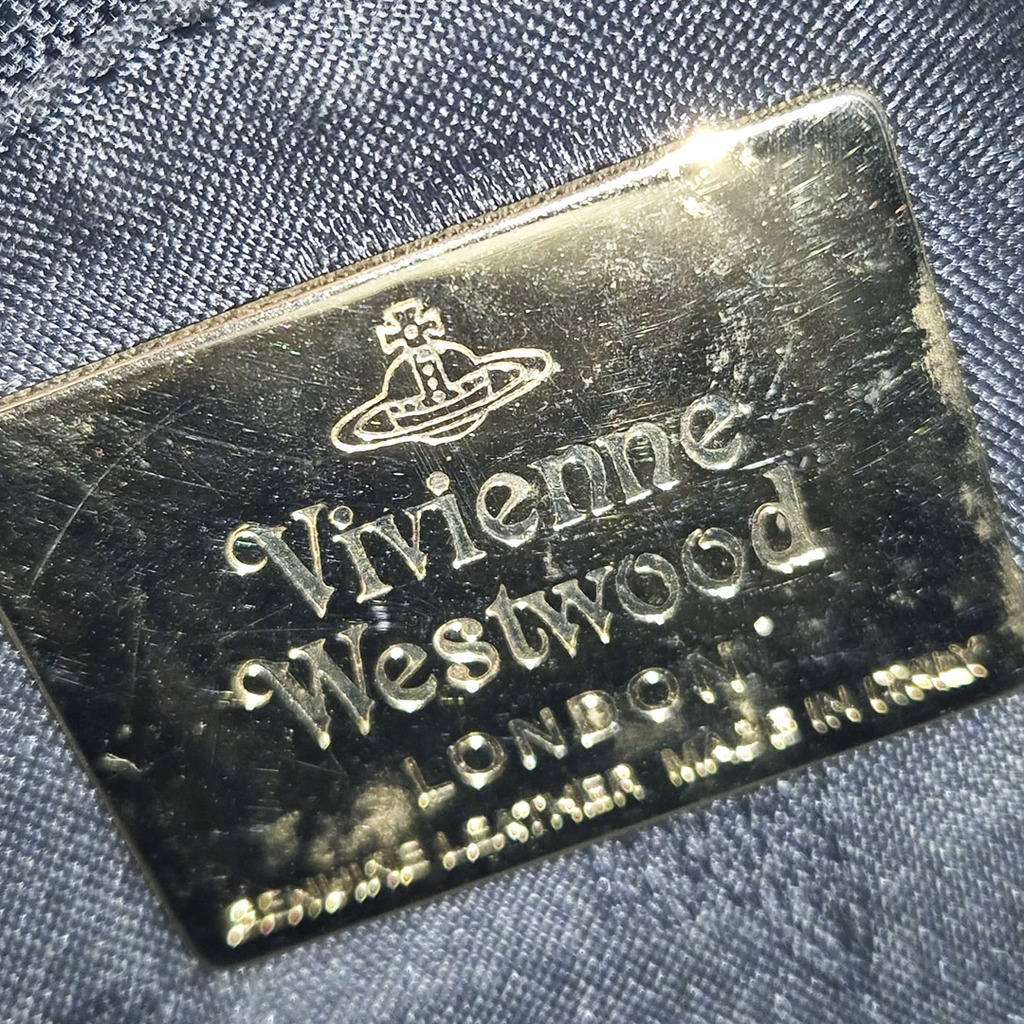 Vivienne
Westwood
LONDON.
GENUINE LEATHER MADE IN ITALY